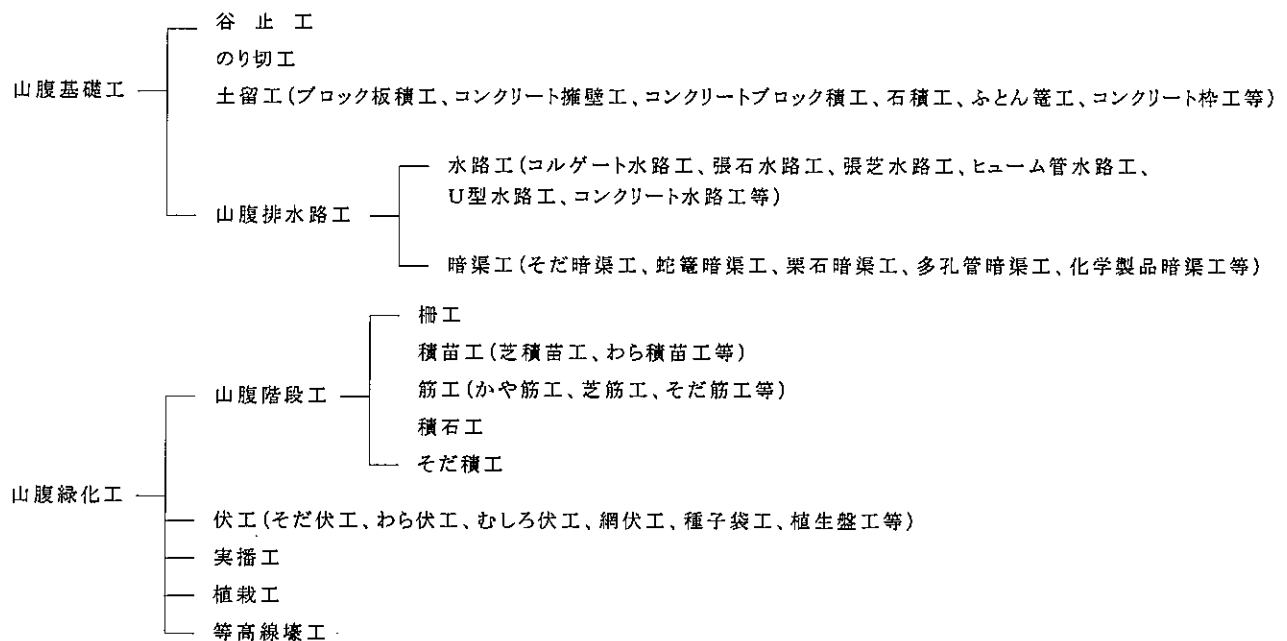 谷止工
のり切工
山腹基礎工
土留工(ブロック板積工、コンクリート擁壁工、コンクリートブロック積工、石積工、ふとん篭工、コンクリート枠工等)
水路工(コルゲート水路工、張石水路工、張芝水路工、ヒューム管水路工、
U型水路工、コンクリート水路工等)
山腹排水路工
暗渠工(そだ暗渠工、蛇篭暗渠工、栗石暗渠工、多孔管暗渠工、化学製品暗渠工等)
柵工
積苗工(芝積苗工、わら積苗工等)
山腹階段工
筋工(かや筋工、芝筋工、そだ筋工等)
積石工
そだ積工
山腹緑化工
伏工(そだ伏工、わら伏工、むしろ伏工、網伏工、種子袋工、植生盤工等)
実播工
植栽工
等高線壕工